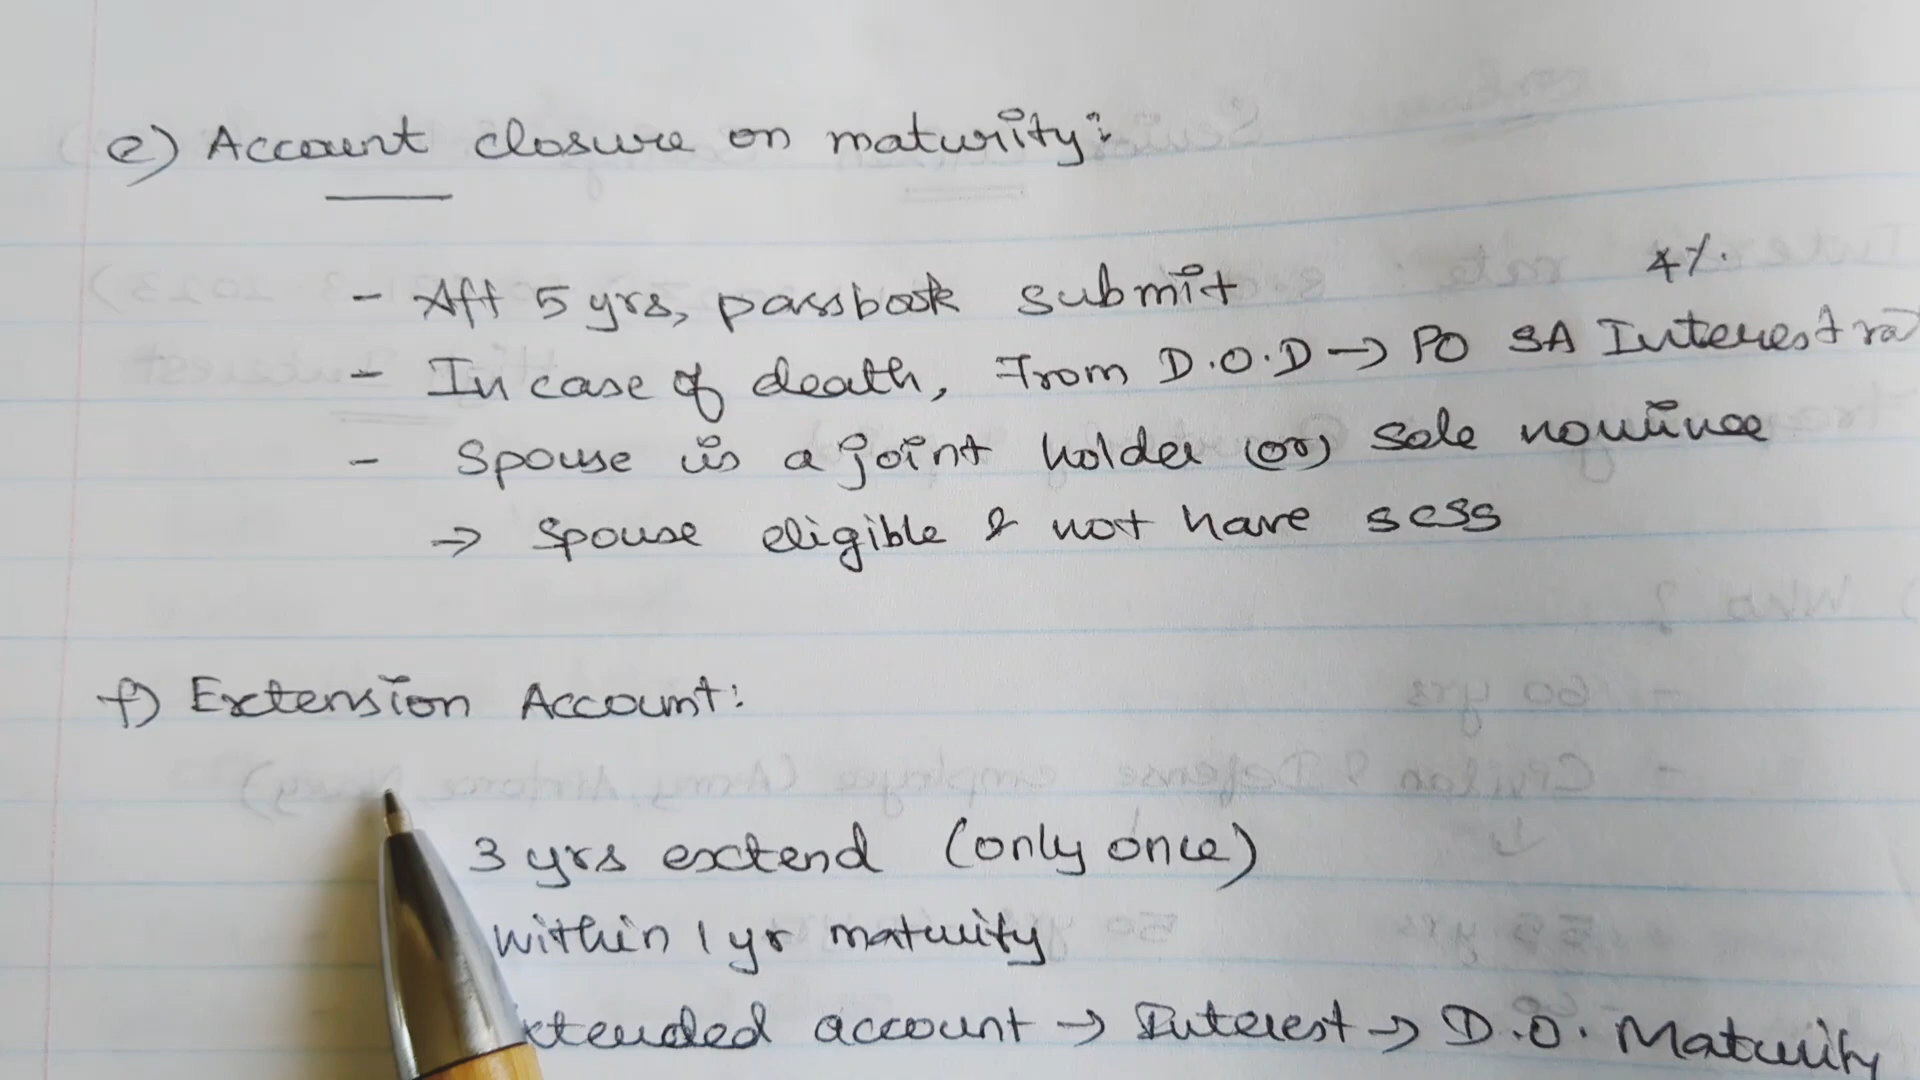 e) Account closure on maturity:
4%.
- Aft 5 yrs, passbook submit
- In case of death, From D.O.D → PO SA Interest
- Spouse is a joint holder (or) sole nominee
→ Spouse eligible & not have SCSS
f) Extension Account:
3 yrs extend (only once)
within 1 yr maturity
account → Interest → D.O. Maturity